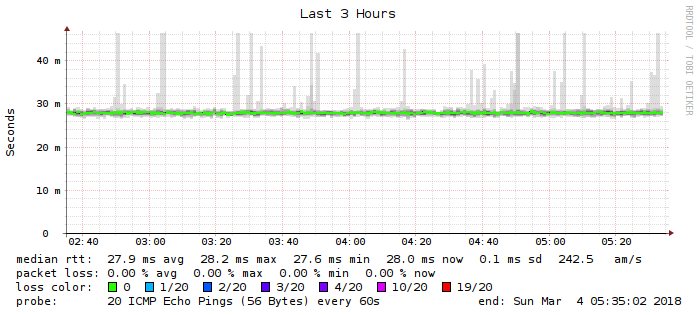 Last 3 Hours
RRDTOOL / TOBI OETIKER
Seconds
40 m
30 m
20 m
10 m
0
02:40 03:00 03:20 03:40 04:00 04:20 04:40 05:00 05:20
median rtt: 27.9 ms avg 28.2 ms max 27.6 ms min 28.0 ms now 0.1 ms sd 242.5 am/s
packet loss: 0.00 % avg 0.00 % max 0.00 % min 0.00 % now
loss color: 0 1/20 2/20 3/20 4/20 10/20 19/20
probe: 20 ICMP Echo Pings (56 Bytes) every 60s end: Sun Mar 4 05:35:02 2018